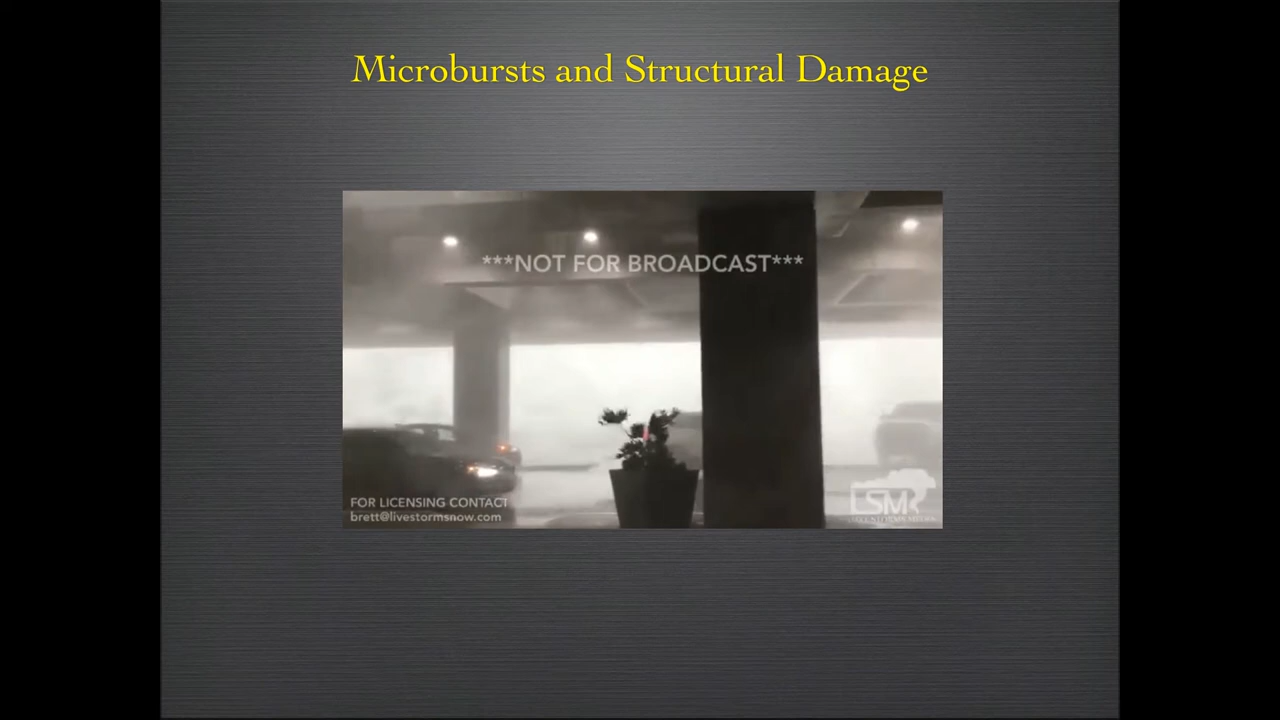 Microbursts and Structural Damage
***NOT FOR BROADCAST***
FOR LICENSING CONTACT
brett@livestormsnow.com
LSM